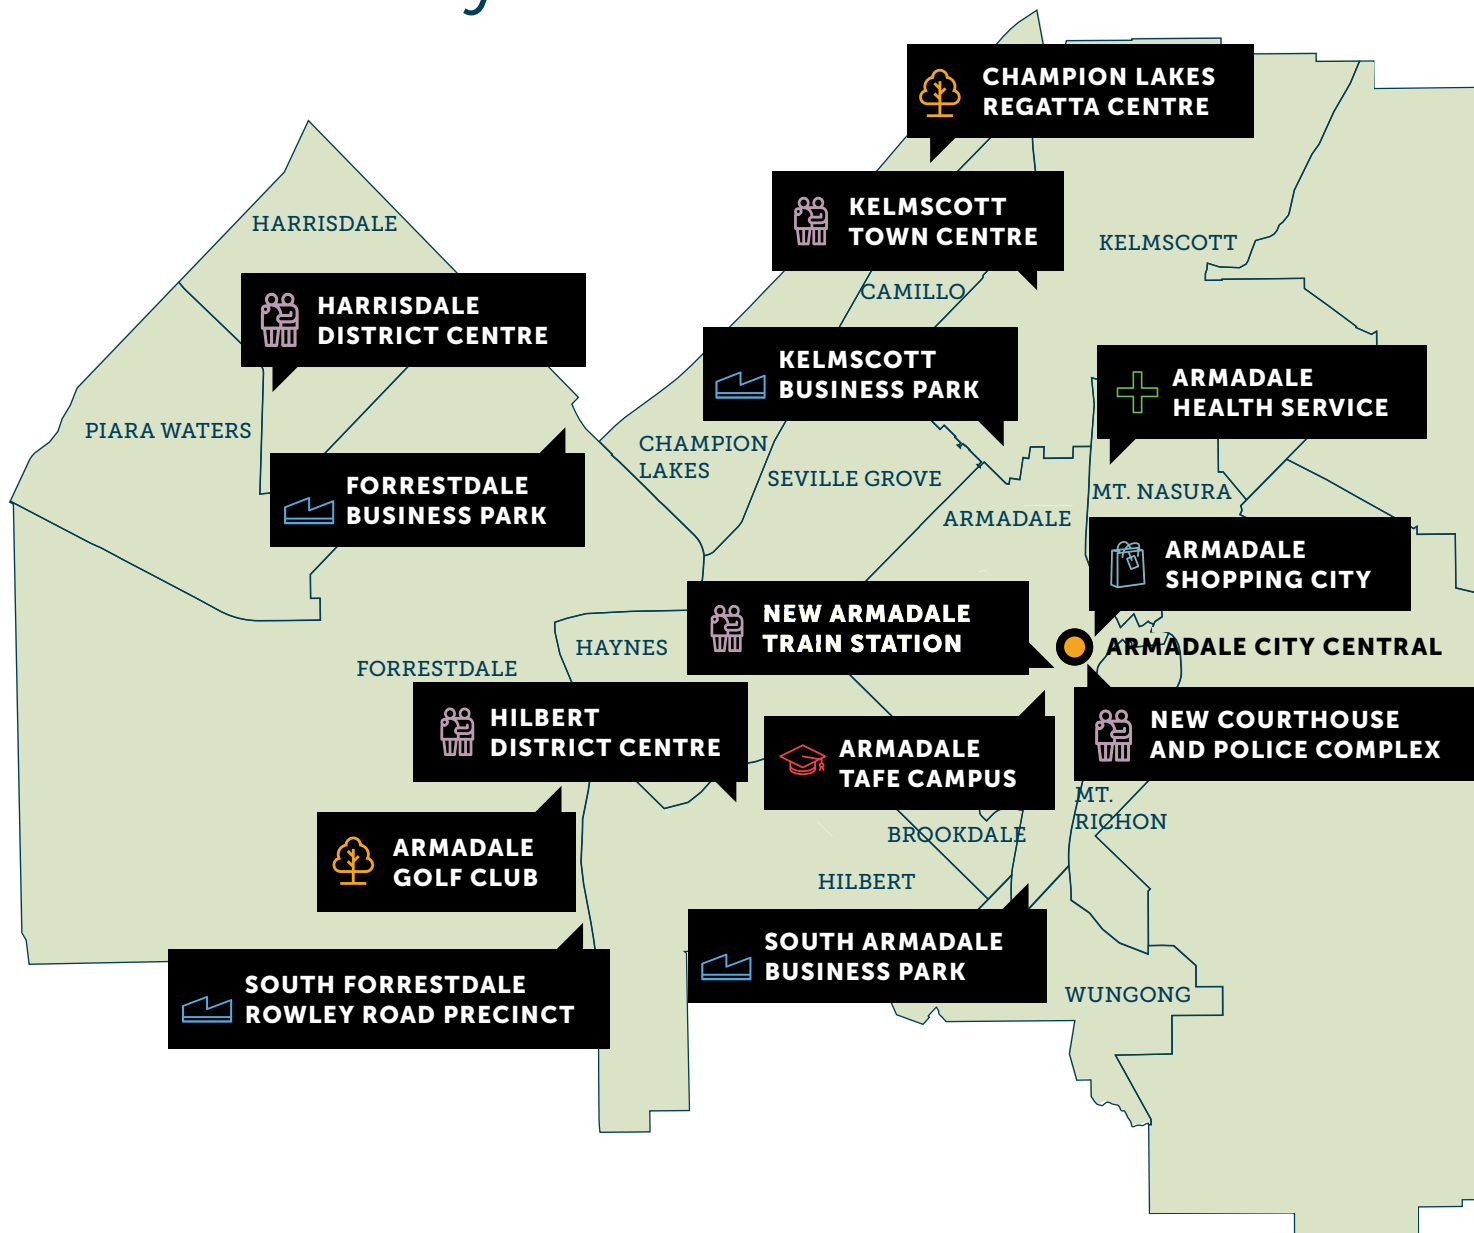 CHAMPION LAKES
REGATTA CENTRE
KELMSCOTT
TOWN CENTRE
HARRISDALE
KELMSCOTT
CAMILLO
HARRISDALE
DISTRICT CENTRE
KELMSCOTT
BUSINESS PARK
ARMADALE
HEALTH SERVICE
PIARA WATERS
CHAMPION
LAKES
SEVILLE GROVE
MT. NASURA
FORRESTDALE
BUSINESS PARK
ARMADALE
ARMADALE
SHOPPING CITY
NEW ARMADALE
TRAIN STATION
HAYNES
ARMADALE CITY CENTRAL
FORRESTDALE
HILBERT
DISTRICT CENTRE
ARMADALE
TAFE CAMPUS
NEW COURTHOUSE
AND POLICE COMPLEX
MT.
RICHON
BROOKDALE
ARMADALE
GOLF CLUB
HILBERT
SOUTH ARMADALE
BUSINESS PARK
SOUTH FORRESTDALE
ROWLEY ROAD PRECINCT
WUNGONG